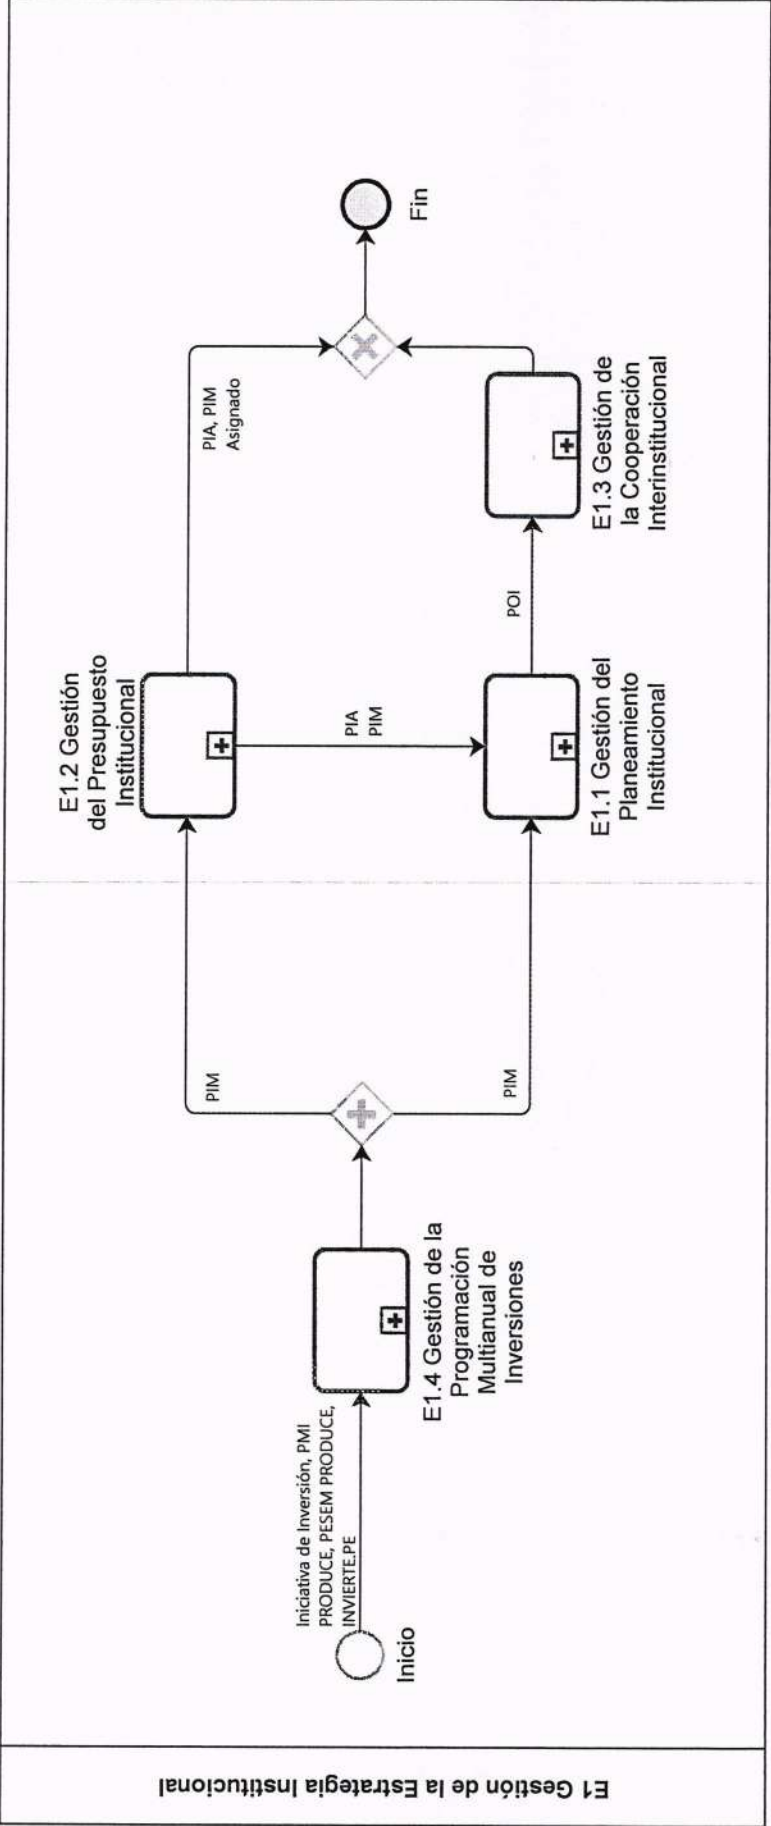 E1 Gestión de la Estrategia Institucional
Inicio
Iniciativa de Inversión, PMI
PRODUCE, PESEM PRODUCE,
INVIERTE.PE
E1.4 Gestión de la
Programación
Multianual de
Inversiones
PIM
PIM
E1.2 Gestión
del Presupuesto
Institucional
PIA
PIM
E1.1 Gestión del
Planeamiento
Institucional
POI
PIA, PIM
Asignado
E1.3 Gestión de
la Cooperación
Interinstitucional
Fin